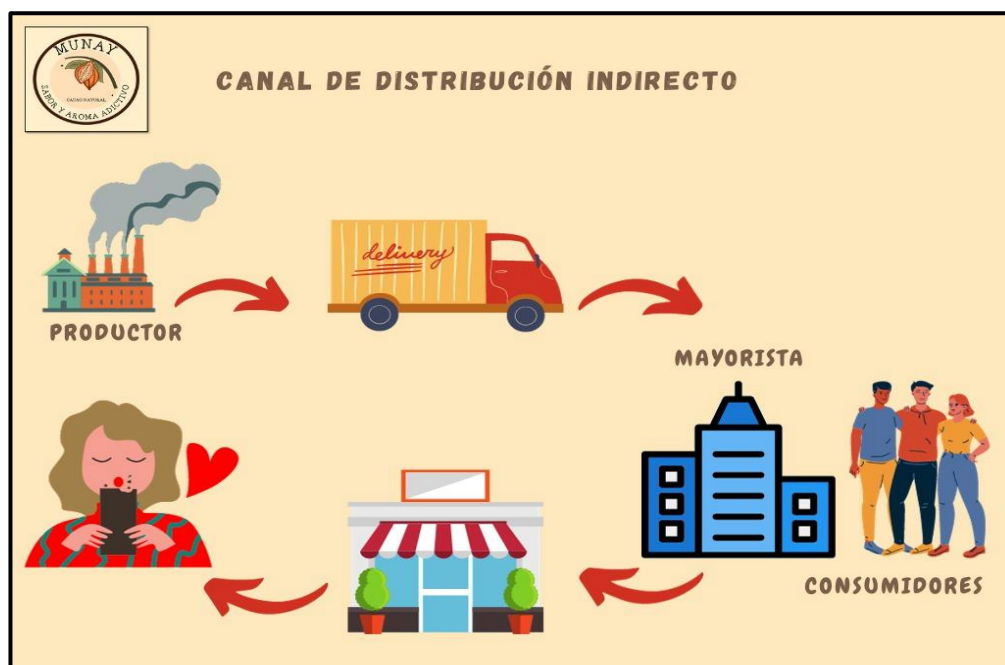 MUNAY
CACAO NATURAL
SABOR Y AROMA ADICTIVO
CANAL DE DISTRIBUCIÓN INDIRECTO
delivery
PRODUCTOR
MAYORISTA
CONSUMIDORES